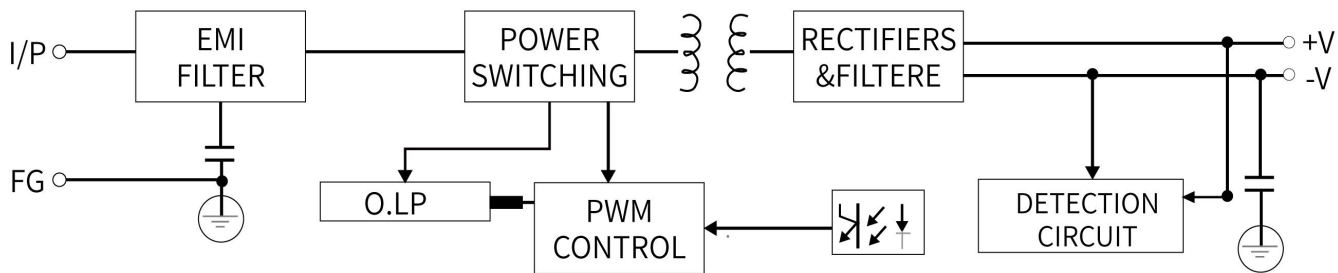 I/P
EMI
FILTER
POWER
SWITCHING
RECTIFIERS
&FILTERE
+V
-V
FG
O.LP
PWM
CONTROL
DETECTION
CIRCUIT